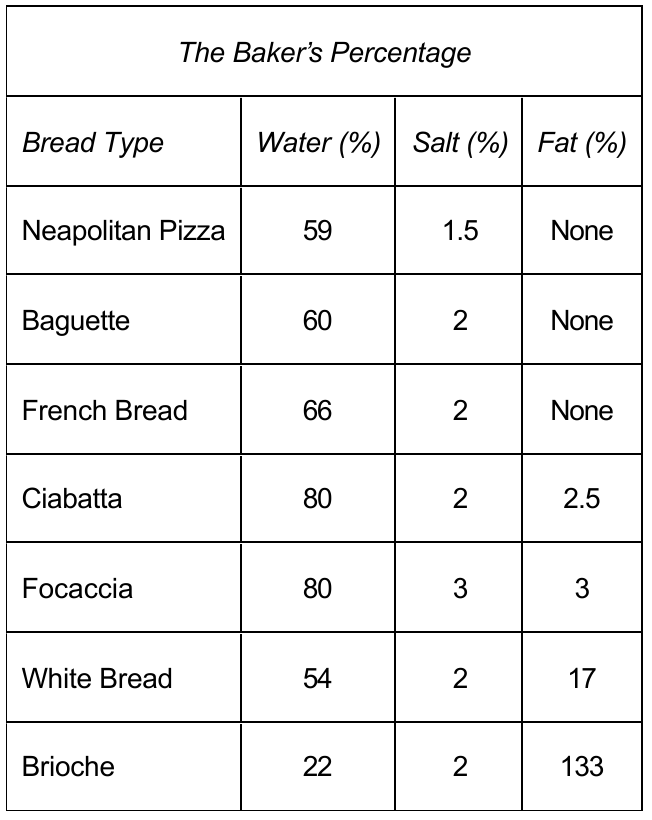 The Baker’s Percentage
Bread Type Water (%) Salt (%) Fat (%)
Neapolitan Pizza 59 1.5 None
Baguette 60 2 None
French Bread 66 2 None
Ciabatta 80 2 2.5
Focaccia 80 3 3
White Bread 54 2 17
Brioche 22 2 133